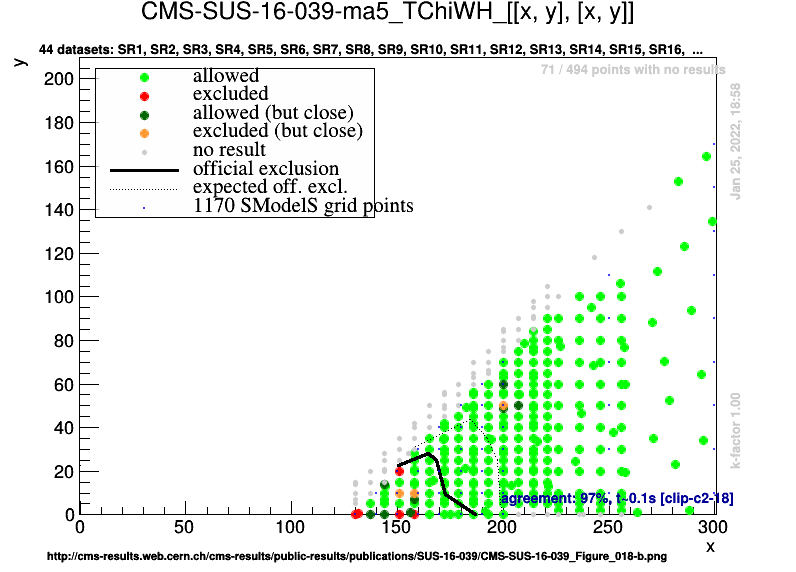 CMS-SUS-16-039-ma5_TChiWH_[[x, y], [x, y]]
44 datasets: SR1, SR2, SR3, SR4, SR5, SR6, SR7, SR8, SR9, SR10, SR11, SR12, SR13, SR14, SR15, SR16, ...
y
71 / 494 points with no results
allowed
excluded
allowed (but close)
excluded (but close)
no result
official exclusion
expected off. excl.
1170 SModelS grid points
Jan 25, 2022, 18:58
k-factor 1.00
200
180
160
140
120
100
80
60
40
20
0
agreement: 97%, t~0.1s [clip-c2-18]
0 50 100 150 200 250 300
x
http://cms-results.web.cern.ch/cms-results/public-results/publications/SUS-16-039/CMS-SUS-16-039_Figure_018-b.png